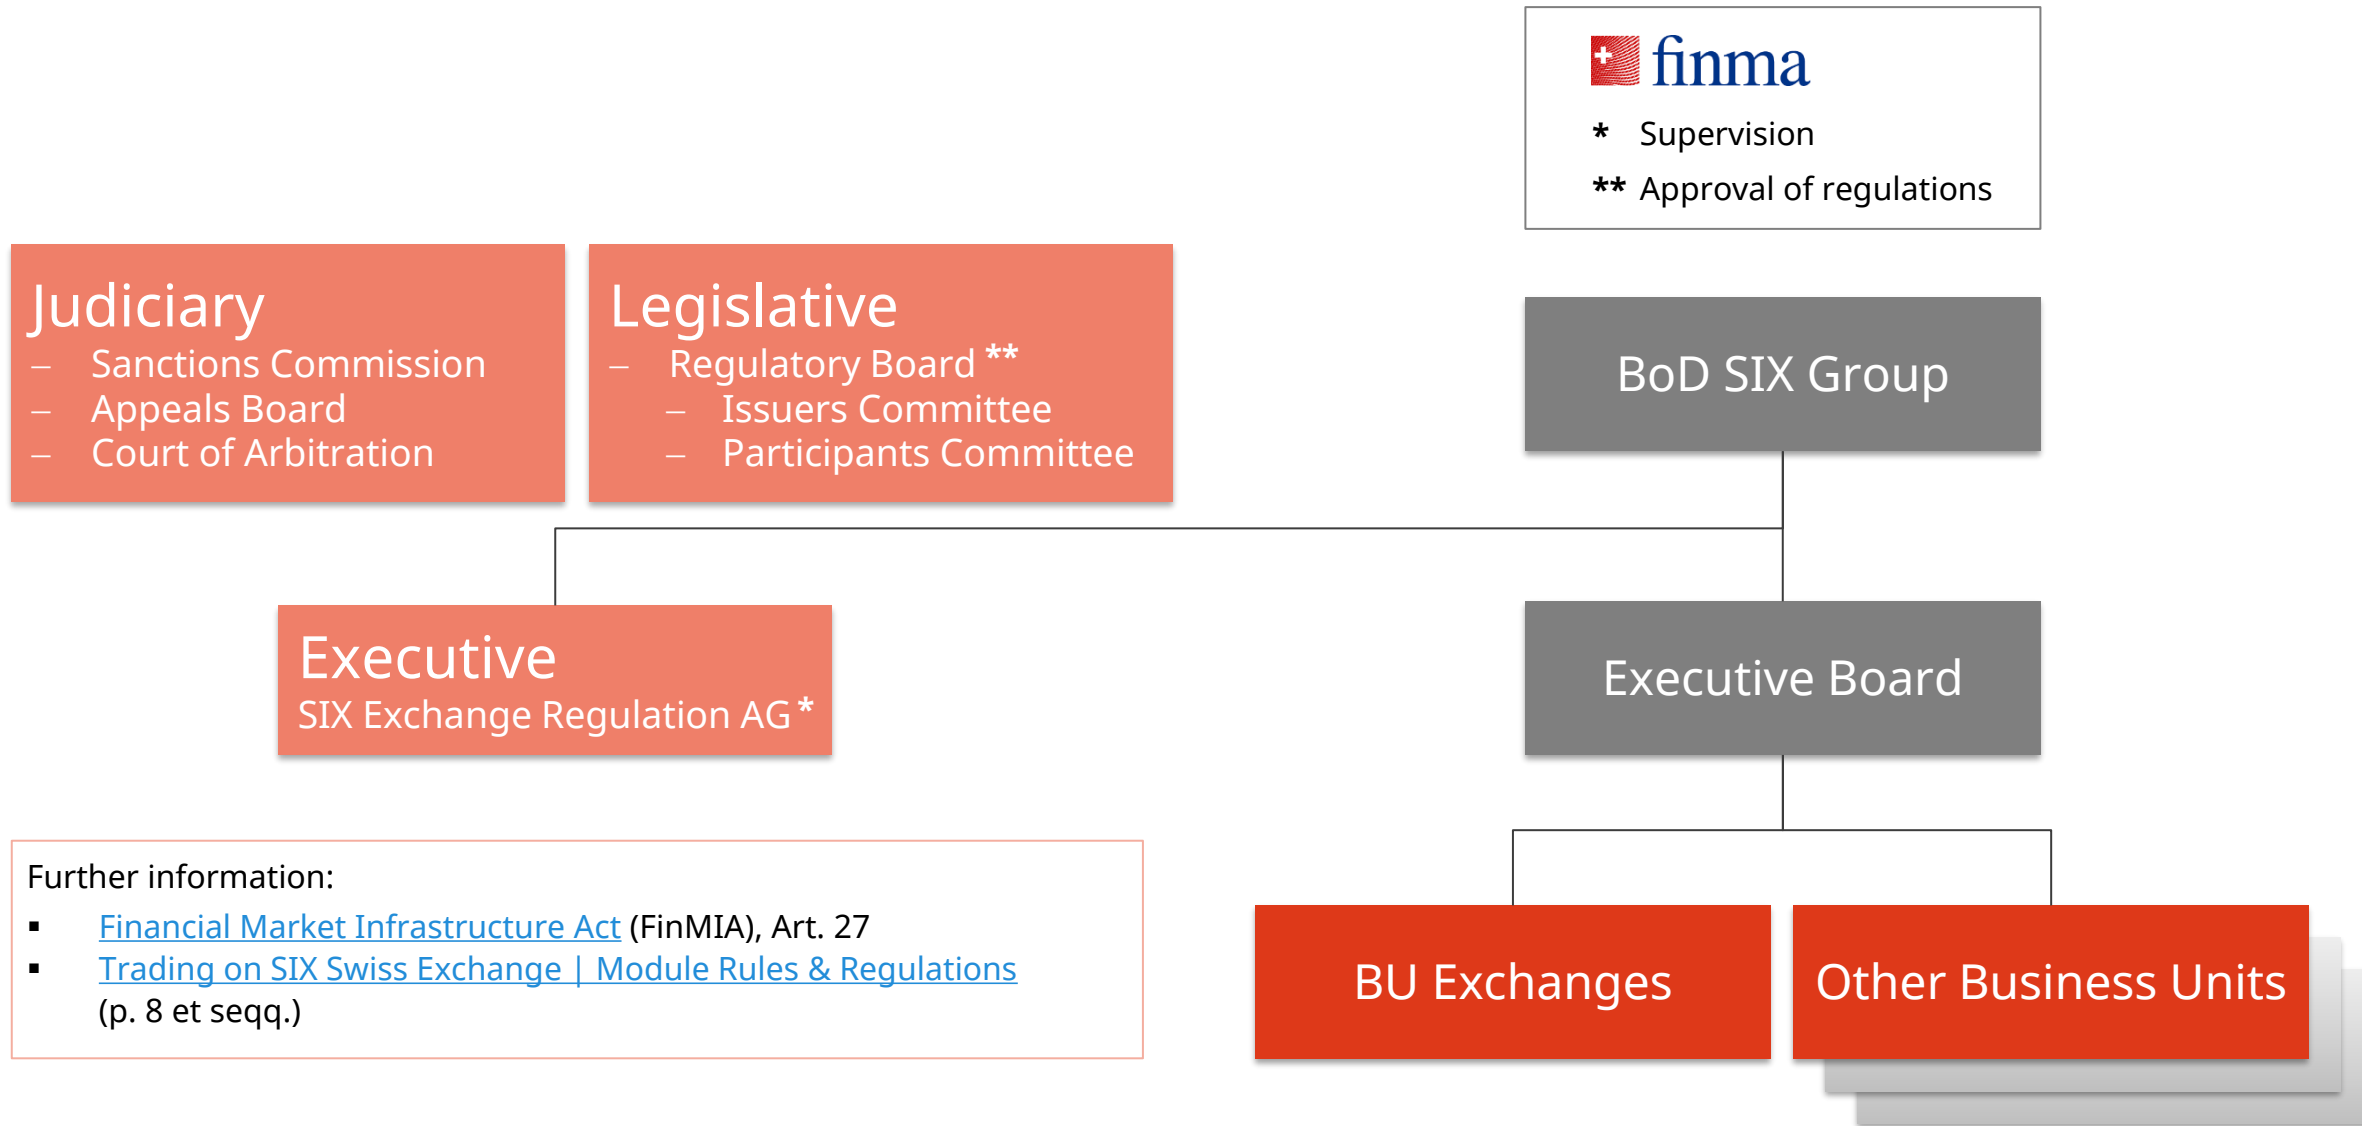 finma
* Supervision
** Approval of regulations
Judiciary
– Sanctions Commission
– Appeals Board
– Court of Arbitration
Legislative
– Regulatory Board **
– Issuers Committee
– Participants Committee
BoD SIX Group
Executive
SIX Exchange Regulation AG *
Executive Board
Further information:
▪ Financial Market Infrastructure Act (FinMIA), Art. 27
▪ Trading on SIX Swiss Exchange | Module Rules & Regulations
(p. 8 et seqq.)
BU Exchanges
Other Business Units